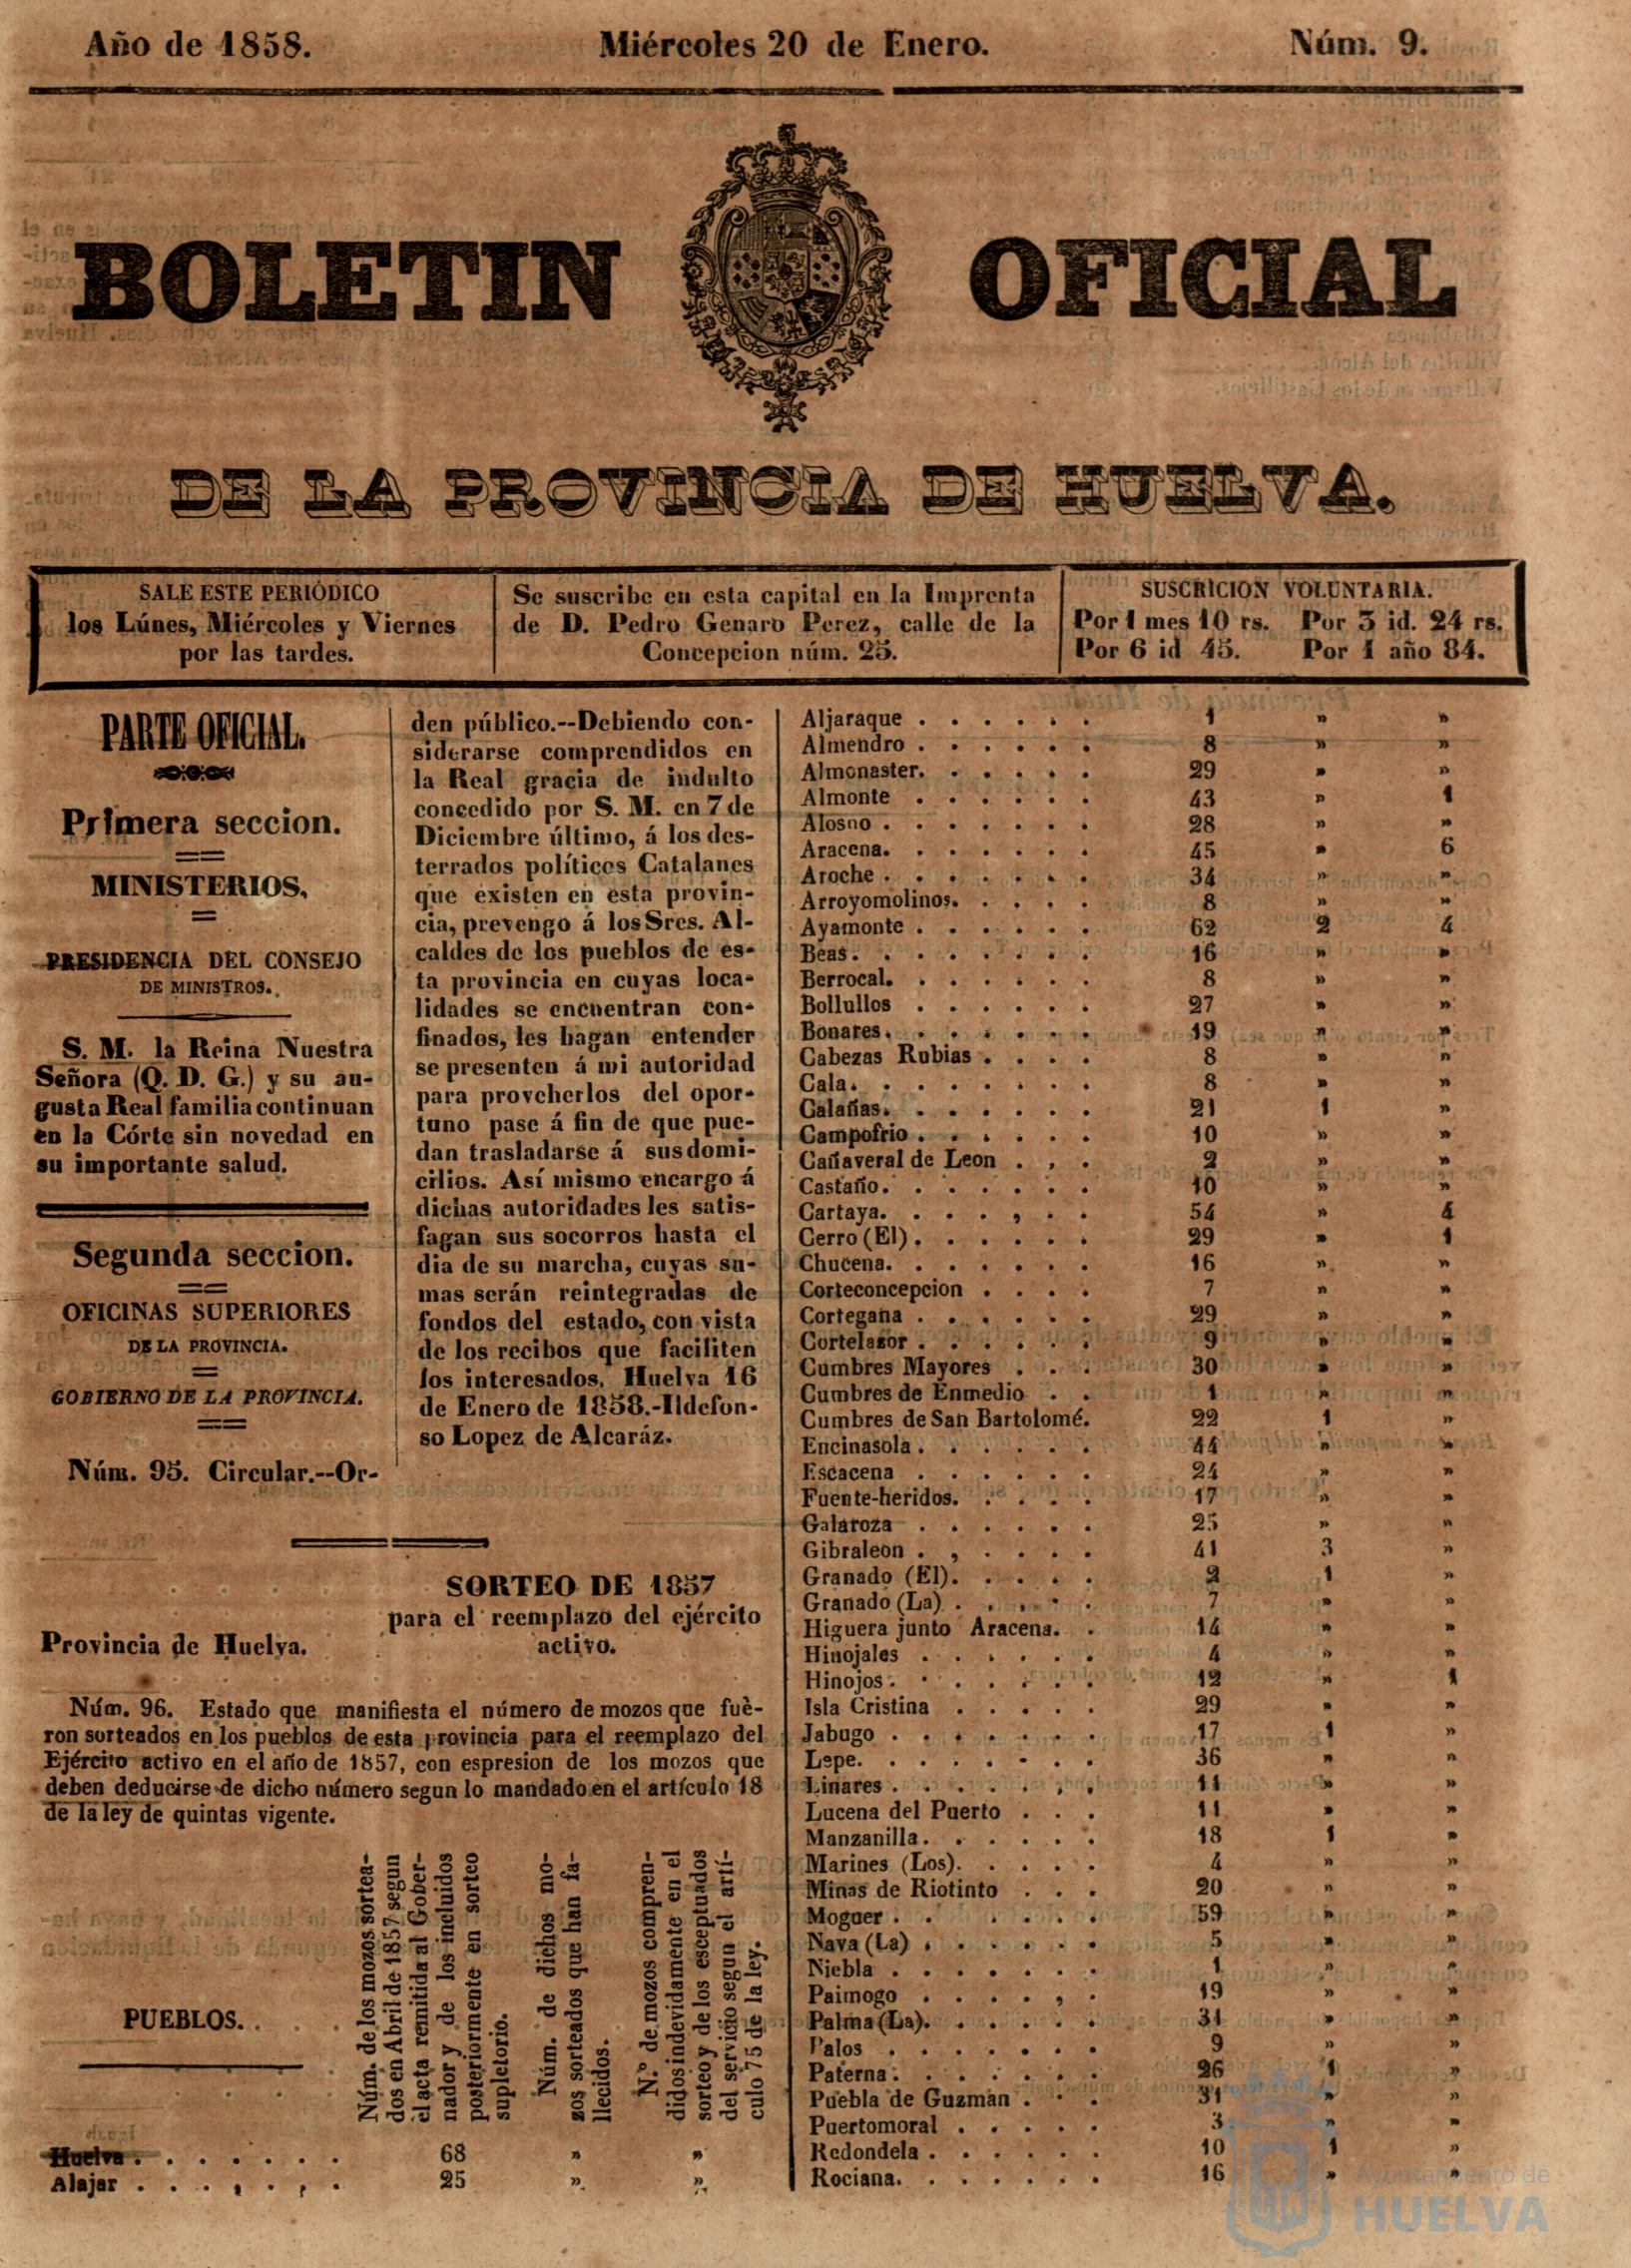 Año de 1858.
Miércoles 20 de Enero.
Núm. 9.
BOLETIN OFICIAL
DE LA PROVINCIA DE HUELVA.
SALE ESTE PERIÓDICO
los Lúnes, Miércoles y Viernes
por las tardes.
Se suscribe en esta capital en la Imprenta
de D. Pedro Genaro Perez, calle de la
Concepcion núm. 25.
SUSCRICION VOLUNTARIA.
Por 1 mes 10 rs. Por 3 id. 24 rs.
Por 6 id 45. Por 1 año 84.
PARTE OFICIAL.
Primera seccion.
MINISTERIOS.
PRESIDENCIA DEL CONSEJO
DE MINISTROS.
S. M. la Reina Nuestra
Señora (Q. D. G.) y su au-
gusta Real familia continuan
en la Córte sin novedad en
su importante salud.
Segunda seccion.
OFICINAS SUPERIORES
DE LA PROVINCIA.
GOBIERNO DE LA PROVINCIA.
Núm. 95. Circular.--Or-
den público.--Debiendo con-
siderarse comprendidos en
la Real gracia de indulto
concedido por S. M. en 7 de
Diciembre último, á los des-
terrados políticos Catalanes
que existen en esta provin-
cia, prevengo á los Sres. Al-
caldes de los pueblos de es-
ta provincia en cuyas loca-
lidades se encuentran con-
finados, les hagan entender
se presenten á mi autoridad
para proveherlos del opor-
tuno pase á fin de que pue-
dan trasladarse á sus domi-
cilios. Así mismo encargo á
dichas autoridades les satis-
fagan sus socorros hasta el
dia de su marcha, cuyas su-
mas serán reintegradas de
fondos del estado, con vista
de los recibos que faciliten
los interesados. Huelva 16
de Enero de 1858.-Ildefon-
so Lopez de Alcaráz.
Provincia de Huelva.
SORTEO DE 1857
para el reemplazo del ejército
activo.
Núm. 96. Estado que manifiesta el número de mozos que fue-
ron sorteados en los pueblos de esta provincia para el reemplazo del
Ejército activo en el año de 1857, con espresion de los mozos que
deben deducirse de dicho número segun lo mandado en el artículo 18
de la ley de quintas vigente.
PUEBLOS.
Núm. de los mozos sortea-
dos en Abril de 1857 segun
el acta remitida al Gober-
nador y de los incluidos
posteriormente en sorteo
supletorio.
Núm. de dichos mo-
zos sorteados que han fa-
llecidos.
N.º de mozos compren-
didos indevidamente en el
sorteo y de los esceptuados
del servicio segun el artí-
culo 75 de la ley.
Huelva . . . . . . . 68 » »
Alajar . . . . . . . 25 » »
Aljaraque . . . . . . 1 » »
Almendro . . . . . . 8 » »
Almonaster. . . . . . 29 » »
Almonte . . . . . . 43 » 1
Alosno . . . . . . . 28 » »
Aracena. . . . . . . 45 » 6
Aroche . . . . . . . 34 » »
Arroyomolinos. . . . . 8 » »
Ayamonte . . . . . . 62 2 4
Beas. . . . . . . . 16 » »
Berrocal. . . . . . . 8 » »
Bollullos . . . . . . 27 » »
Bonares. . . . . . . 19 » »
Cabezas Rubias . . . . 8 » »
Cala. . . . . . . . 8 » »
Calañas. . . . . . . 21 1 »
Campofrio . . . . . . 10 » »
Cañaveral de Leon . . . 2 » »
Castaño. . . . . . . 10 » »
Cartaya. . . . . . . 54 » 4
Cerro (El). . . . . . 29 » 1
Chucena. . . . . . . 16 » »
Corteconcepcion . . . . 7 » »
Cortegana . . . . . . 29 » »
Cortelazor . . . . . . 9 » »
Cumbres Mayores . . . 30 » »
Cumbres de Enmedio . . 1 » »
Cumbres de San Bartolomé. 22 1 »
Encinasola . . . . . . 44 » »
Escacena . . . . . . 24 » »
Fuente-heridos. . . . . 17 » »
Galaroza . . . . . . 25 » »
Gibraleon . . . . . . 41 3 »
Granado (El). . . . . 2 1 »
Granado (La) . . . . . 7 » »
Higuera junto Aracena. . 14 » »
Hinojales . . . . . . 4 » »
Hinojos . . . . . . . 12 » 1
Isla Cristina . . . . . 29 » »
Jabugo . . . . . . . 17 1 »
Lepe. . . . . . . . 36 » »
Linares . . . . . . . 11 » »
Lucena del Puerto . . . 11 » »
Manzanilla. . . . . . 18 1 »
Marines (Los). . . . . 4 » »
Minas de Riotinto . . . 20 » »
Moguer . . . . . . 59 » »
Nava (La) . . . . . . 5 » »
Niebla . . . . . . . 1 » »
Paimogo . . . . . . 19 » »
Palma (La). . . . . . 31 » »
Palos . . . . . . . 9 » »
Paterna . . . . . . . 26 1 »
Puebla de Guzman . . . 31 » »
Puertomoral . . . . . 3 » »
Redondela . . . . . . 10 1 »
Rociana. . . . . . . 16 » »
Ayuntamiento de
HUELVA